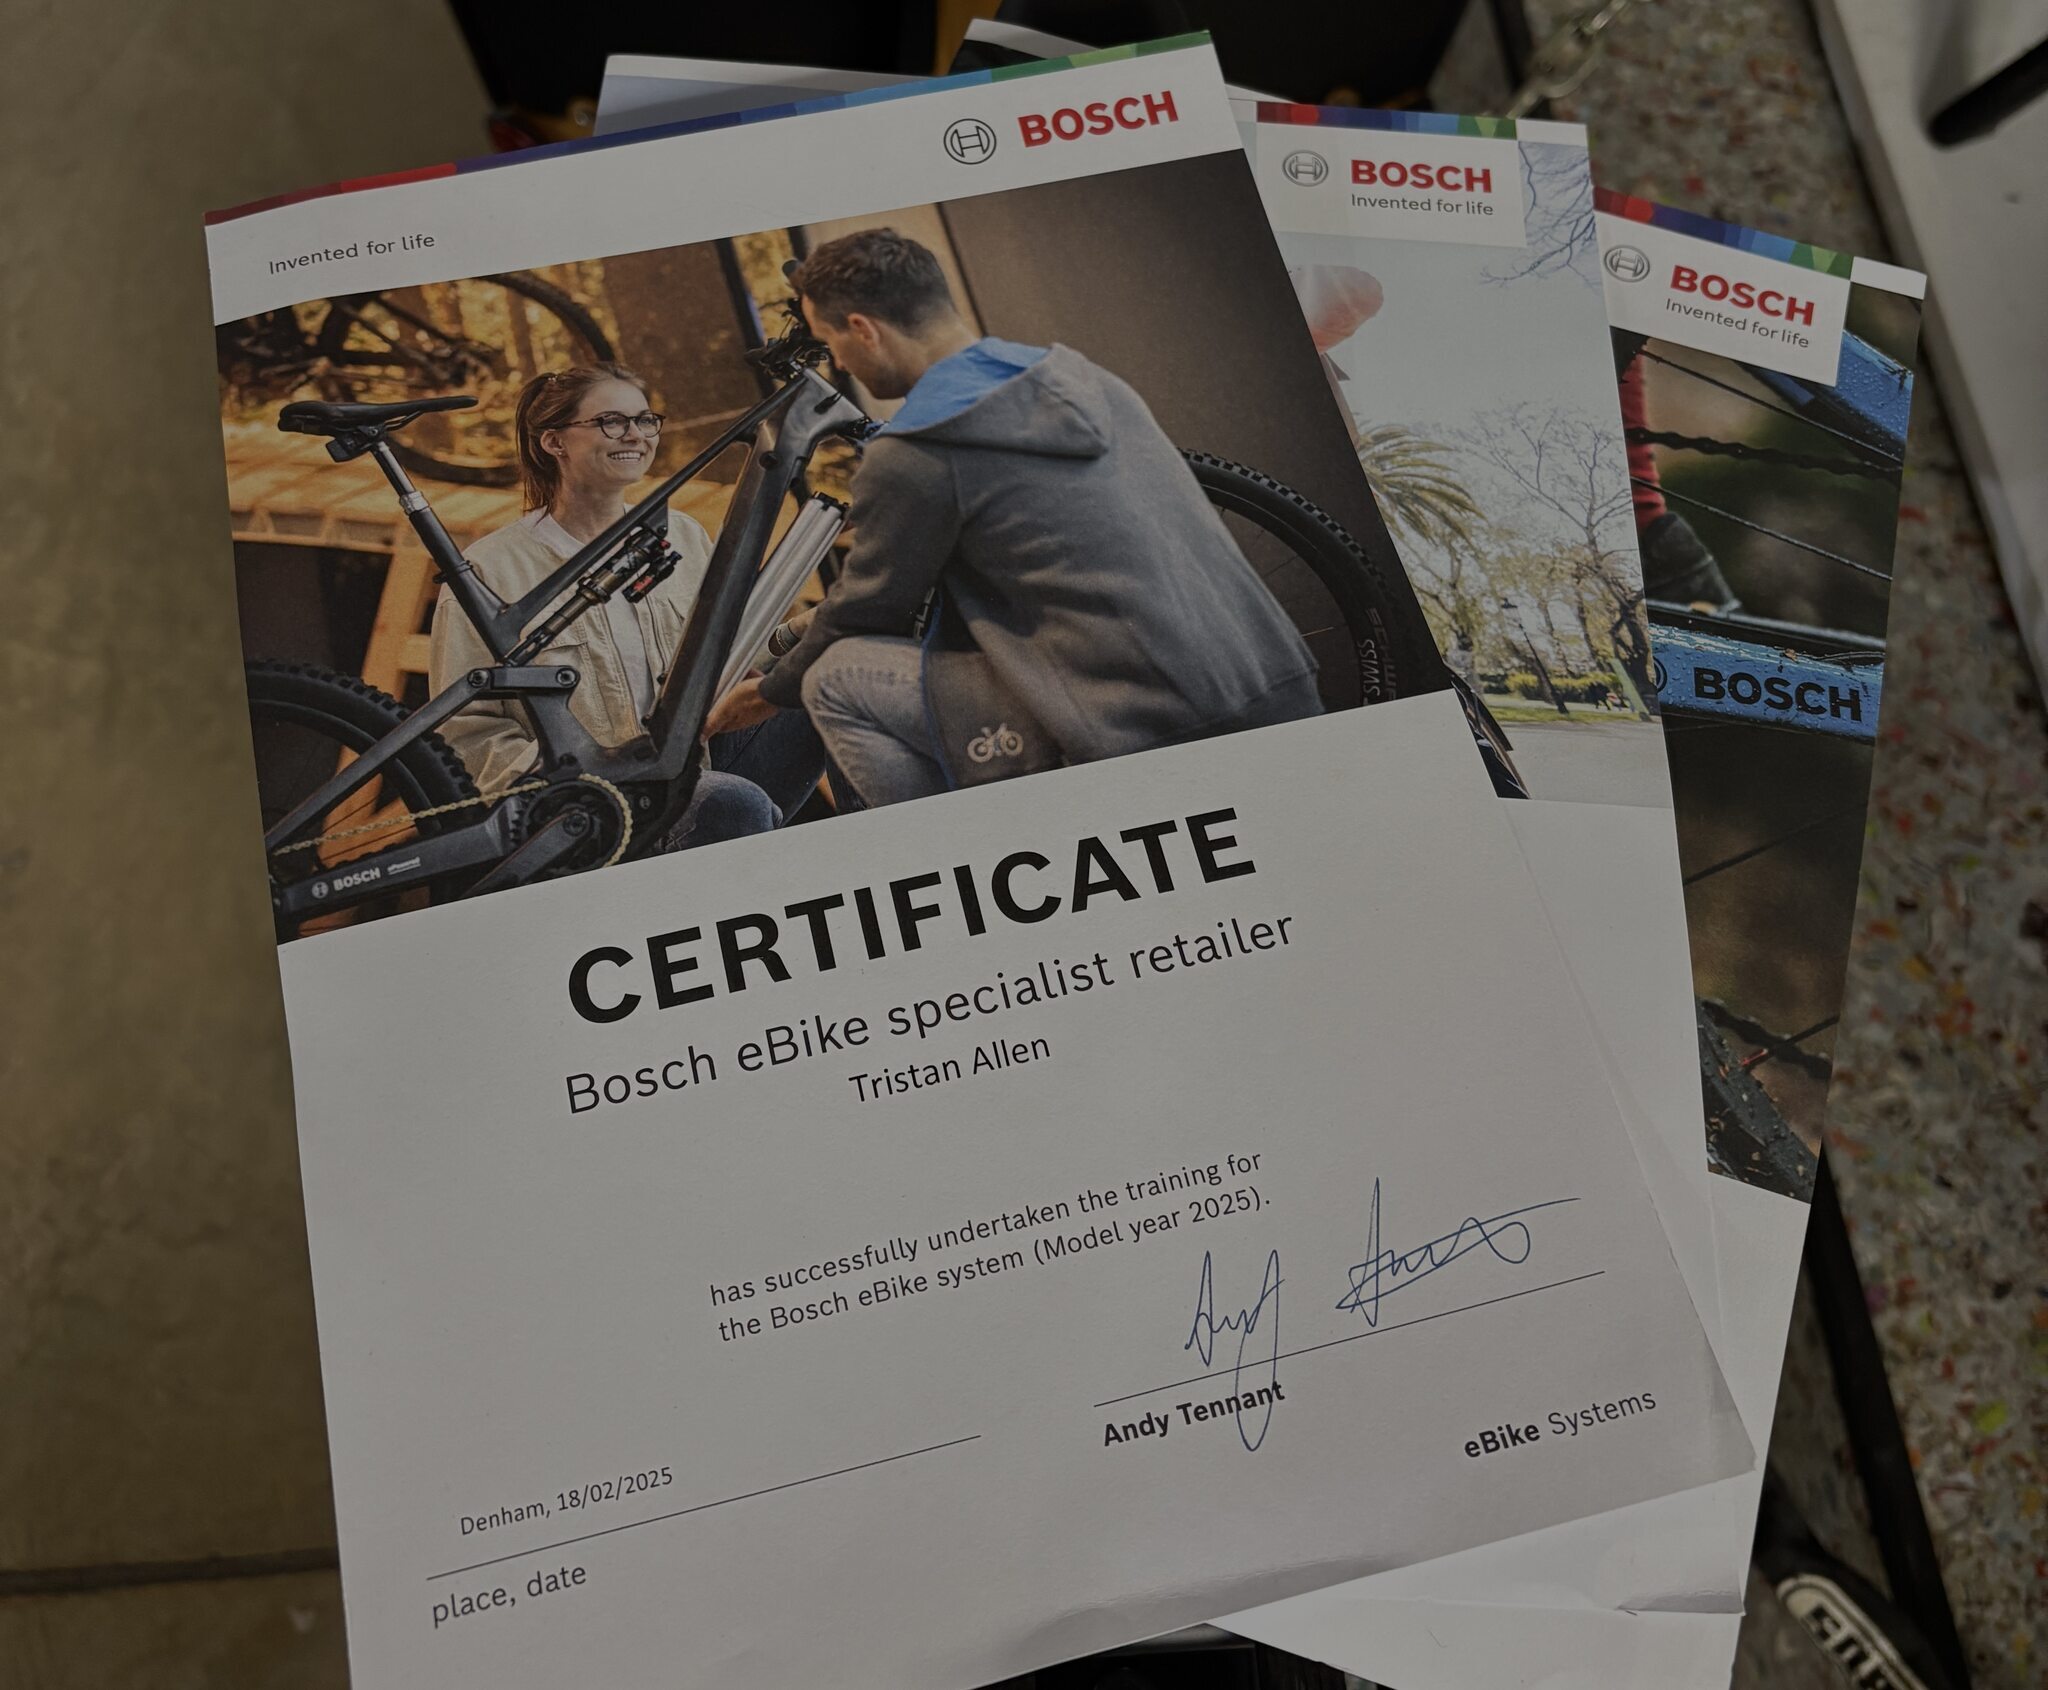 BOSCH
Invented for life
BOSCH
Invented for life
BOSCH
Invented for life
BOSCH
BOSCH
CERTIFICATE
Bosch eBike specialist retailer
Tristan Allen
has successfully undertaken the training for
the Bosch eBike system (Model year 2025).
Andy Tennant
eBike Systems
Denham, 18/02/2025
place, date